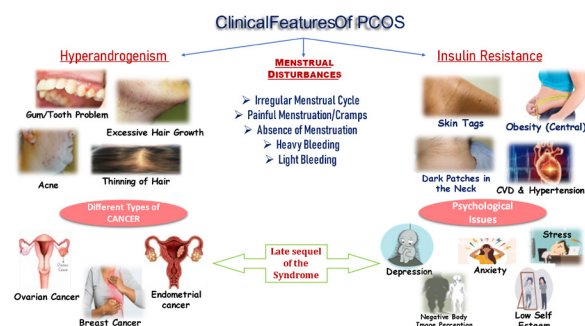 ClinicalFeaturesOf PCOS
Hyperandrogenism
MENSTRUAL
DISTURBANCES
Insulin Resistance
Gum/Tooth Problem
Excessive Hair Growth
Acne
Thinning of Hair
Irregular Menstrual Cycle
Painful Menstruation/Cramps
Absence of Menstruation
Heavy Bleeding
Light Bleeding
Skin Tags
Obesity (Central)
Dark Patches in
the Neck
CVD & Hypertension
Different Types of
CANCER
Psychological
Issues
Ovarian Cancer
Breast Cancer
Endometrial
cancer
Late sequel
of the
Syndrome
Depression
Anxiety
Stress
Negative Body
Image Perception
Low Self
Esteem